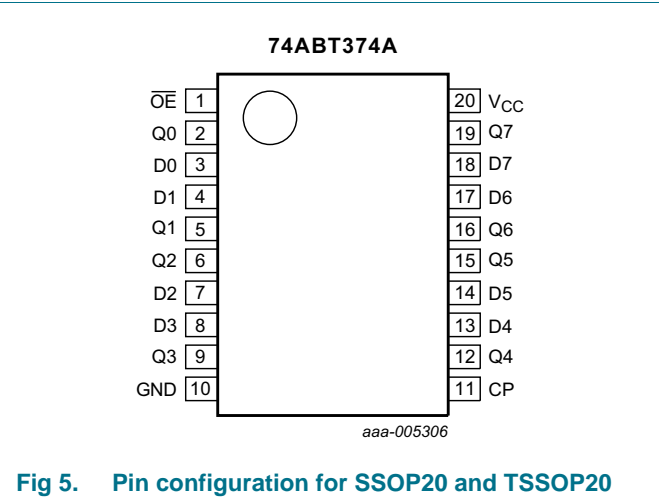 74ABT374A
OE 1 20 VCC
Q0 2 19 Q7
D0 3 18 D7
D1 4 17 D6
Q1 5 16 Q6
Q2 6 15 Q5
D2 7 14 D5
D3 8 13 D4
Q3 9 12 Q4
GND 10 11 CP
aaa-005306
Fig 5. Pin configuration for SSOP20 and TSSOP20